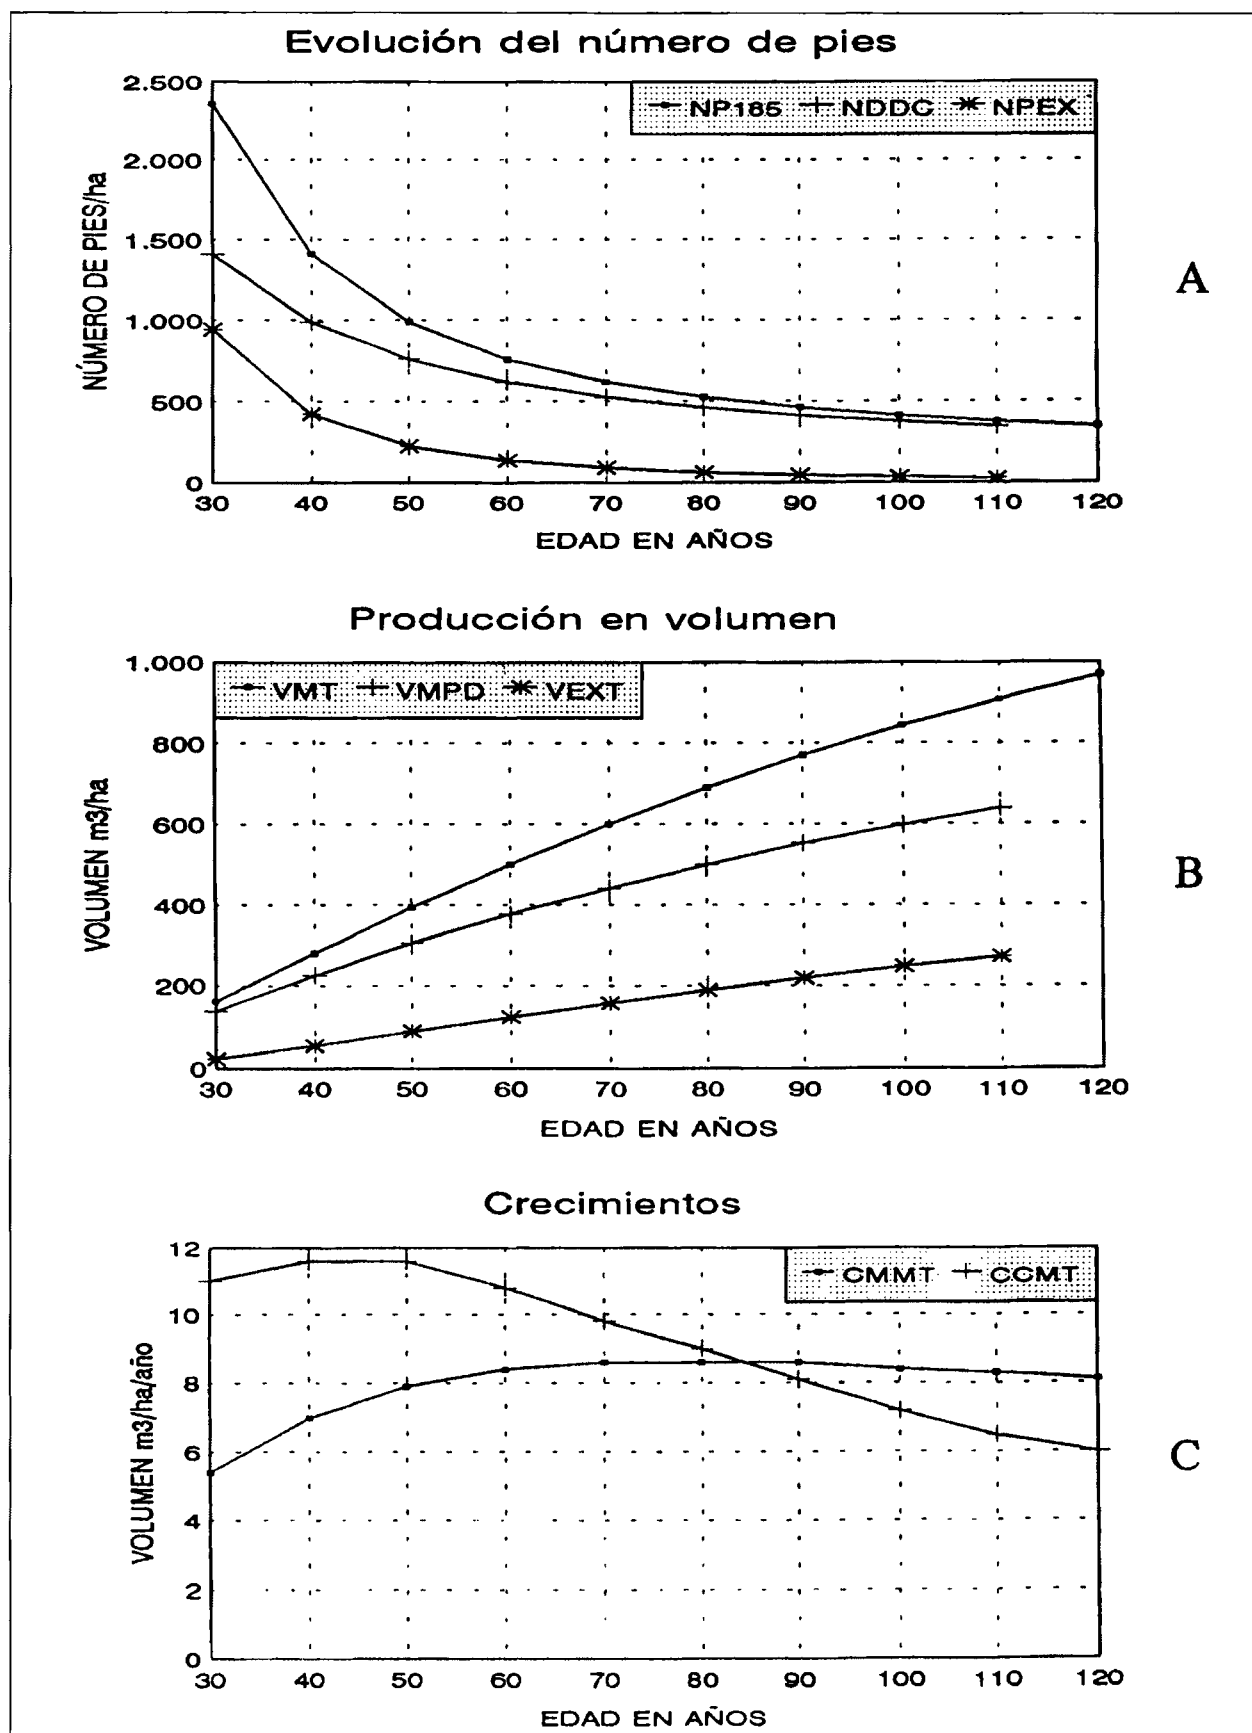 Evolución del número de pies
2.500
2.000
1.500
1.000
500
0
NÚMERO DE PIES/ha
NP185 NDDC NPEX
30 40 50 60 70 80 90 100 110 120
EDAD EN AÑOS
A
Producción en volumen
1.000
800
600
400
200
0
VOLUMEN m3/ha
VMT VMPD VEXT
30 40 50 60 70 80 90 100 110 120
EDAD EN AÑOS
B
Crecimientos
12
10
8
6
4
2
0
VOLUMEN m3/ha/año
CMMT CCMT
30 40 50 60 70 80 90 100 110 120
EDAD EN AÑOS
C